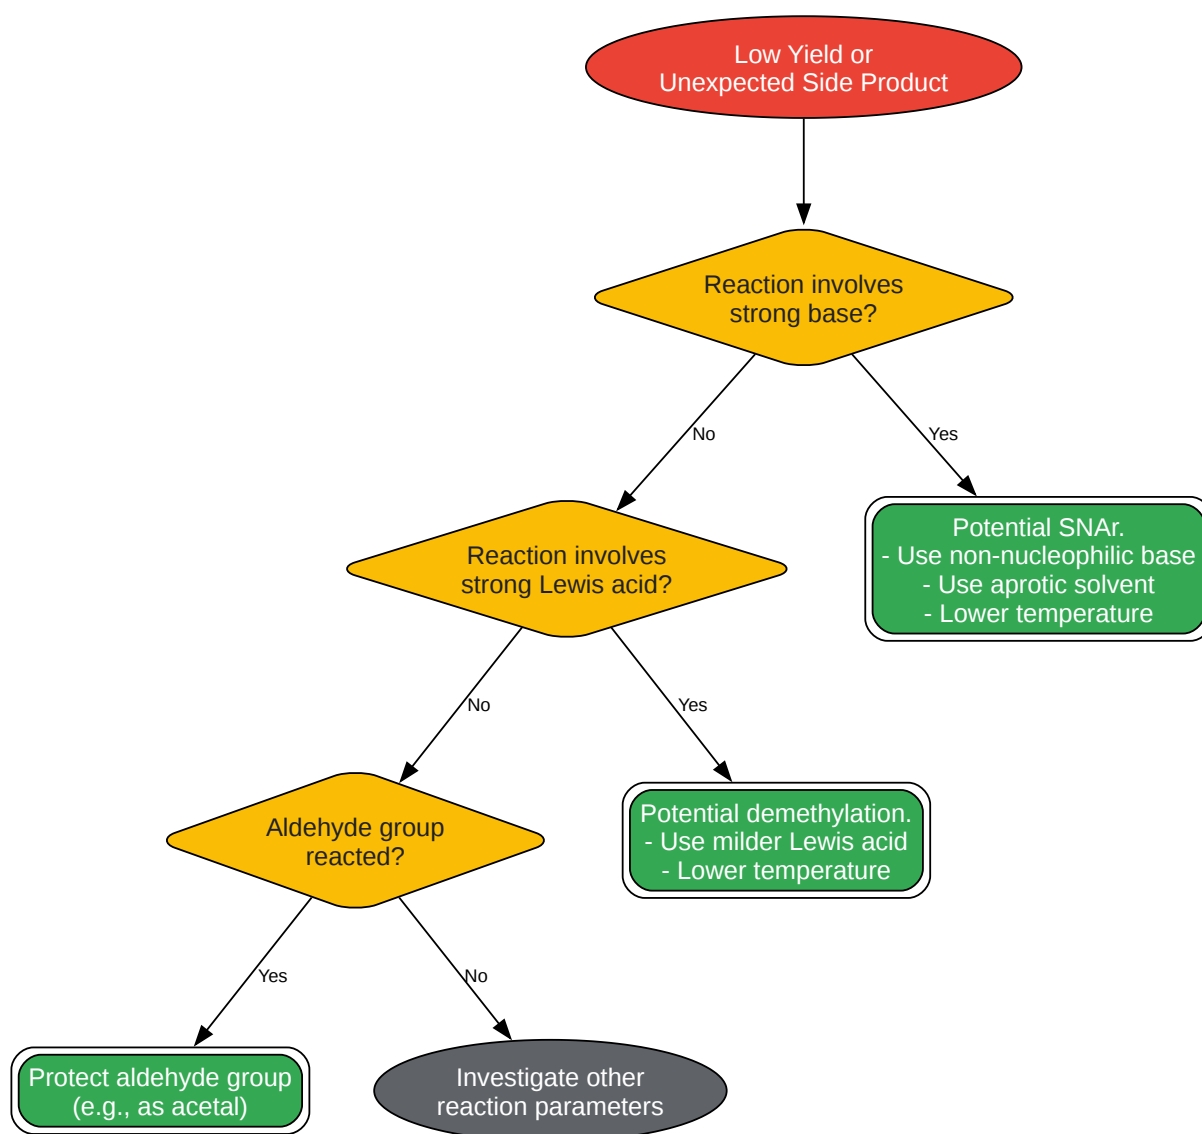 Low Yield or
Unexpected Side Product
Reaction involves
strong base?
No
Yes
Reaction involves
strong Lewis acid?
Potential SNAr.
- Use non-nucleophilic base
- Use aprotic solvent
- Lower temperature
No
Yes
Aldehyde group
reacted?
Potential demethylation.
- Use milder Lewis acid
- Lower temperature
Yes
No
Protect aldehyde group
(e.g., as acetal)
Investigate other
reaction parameters